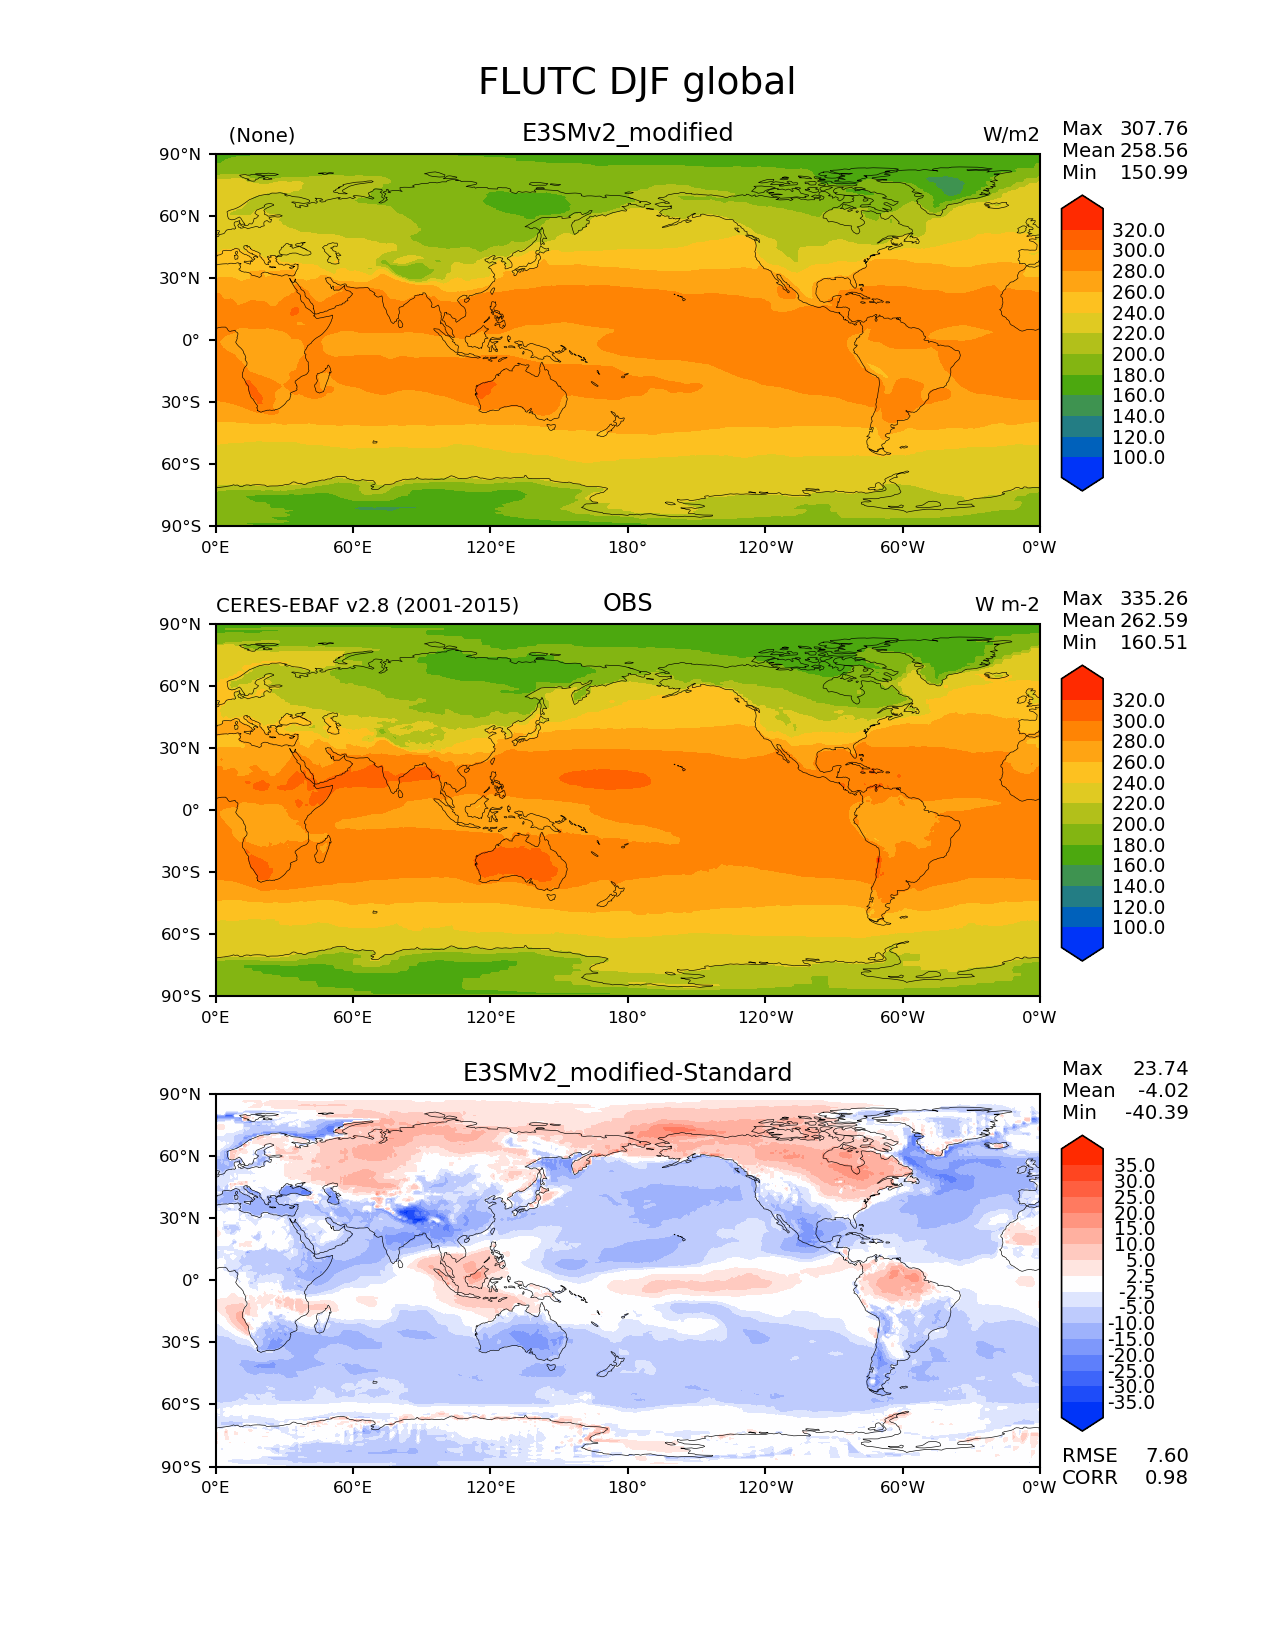 FLUTC DJF global
(None) E3SMv2_modified W/m2
Max 307.76
Mean 258.56
Min 150.99
90°N
60°N
30°N
0°
30°S
60°S
90°S
0°E 60°E 120°E 180° 120°W 60°W 0°W
320.0
300.0
280.0
260.0
240.0
220.0
200.0
180.0
160.0
140.0
120.0
100.0
CERES-EBAF v2.8 (2001-2015) OBS W m-2
Max 335.26
Mean 262.59
Min 160.51
90°N
60°N
30°N
0°
30°S
60°S
90°S
0°E 60°E 120°E 180° 120°W 60°W 0°W
320.0
300.0
280.0
260.0
240.0
220.0
200.0
180.0
160.0
140.0
120.0
100.0
E3SMv2_modified-Standard
Max 23.74
Mean -4.02
Min -40.39
90°N
60°N
30°N
0°
30°S
60°S
90°S
0°E 60°E 120°E 180° 120°W 60°W 0°W
35.0
30.0
25.0
20.0
15.0
10.0
5.0
2.5
-2.5
-5.0
-10.0
-15.0
-20.0
-25.0
-30.0
-35.0
RMSE 7.60
CORR 0.98